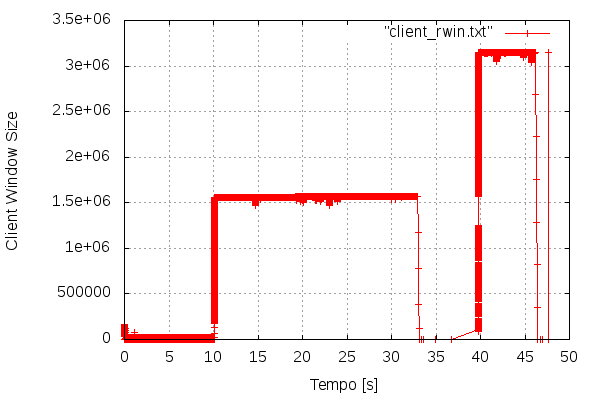 3.5e+06
"client_rwin.txt"
3e+06
2.5e+06
2e+06
Client Window Size
1.5e+06
1e+06
500000
0
0 5 10 15 20 25 30 35 40 45 50
Tempo [s]